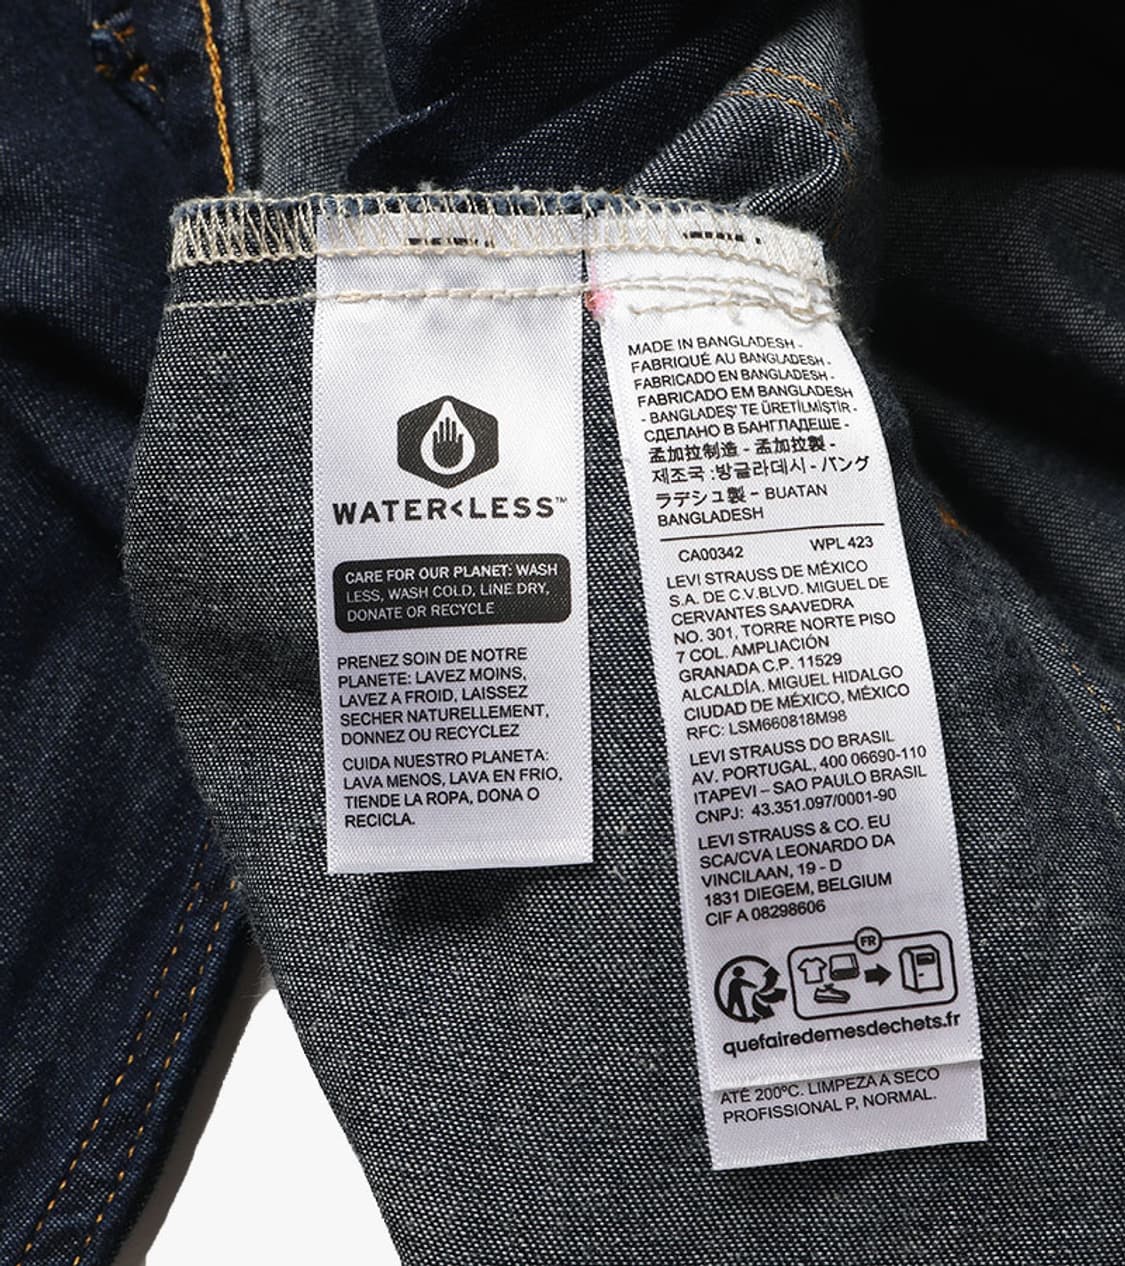 WATER<LESS™
CARE FOR OUR PLANET: WASH
LESS, WASH COLD, LINE DRY,
DONATE OR RECYCLE
PRENEZ SOIN DE NOTRE
PLANETE: LAVEZ MOINS,
LAVEZ A FROID, LAISSEZ
SECHER NATURELLEMENT,
DONNEZ OU RECYCLEZ
CUIDA NUESTRO PLANETA:
LAVA MENOS, LAVA EN FRIO,
TIENDE LA ROPA, DONA O
RECICLA.
MADE IN BANGLADESH -
FABRIQUÉ AU BANGLADESH -
FABRICADO EN BANGLADESH -
FABRICADO EM BANGLADESH
- BANGLADEŞ' TE ÜRETİLMİŞTİR -
СДЕЛАНО В БАНГЛАДЕШЕ -
孟加拉制造 - 孟加拉製 -
제조국 :방글라데시 - バング
ラデシュ製 – BUATAN
BANGLADESH
CA00342 WPL 423
LEVI STRAUSS DE MÉXICO
S.A. DE C.V.BLVD. MIGUEL DE
CERVANTES SAAVEDRA
NO. 301, TORRE NORTE PISO
7 COL. AMPLIACIÓN
GRANADA C.P. 11529
ALCALDÍA. MIGUEL HIDALGO
CIUDAD DE MÉXICO, MÉXICO
RFC: LSM660818M98
LEVI STRAUSS DO BRASIL
AV. PORTUGAL, 400 06690-110
ITAPEVI – SAO PAULO BRASIL
CNPJ: 43.351.097/0001-90
LEVI STRAUSS & CO. EU
SCA/CVA LEONARDO DA
VINCILAAN, 19 - D
1831 DIEGEM, BELGIUM
CIF A 08298606
FR
quefairedemesdechets.fr
ATÉ 200ºC. LIMPEZA A SECO
PROFISSIONAL P, NORMAL.